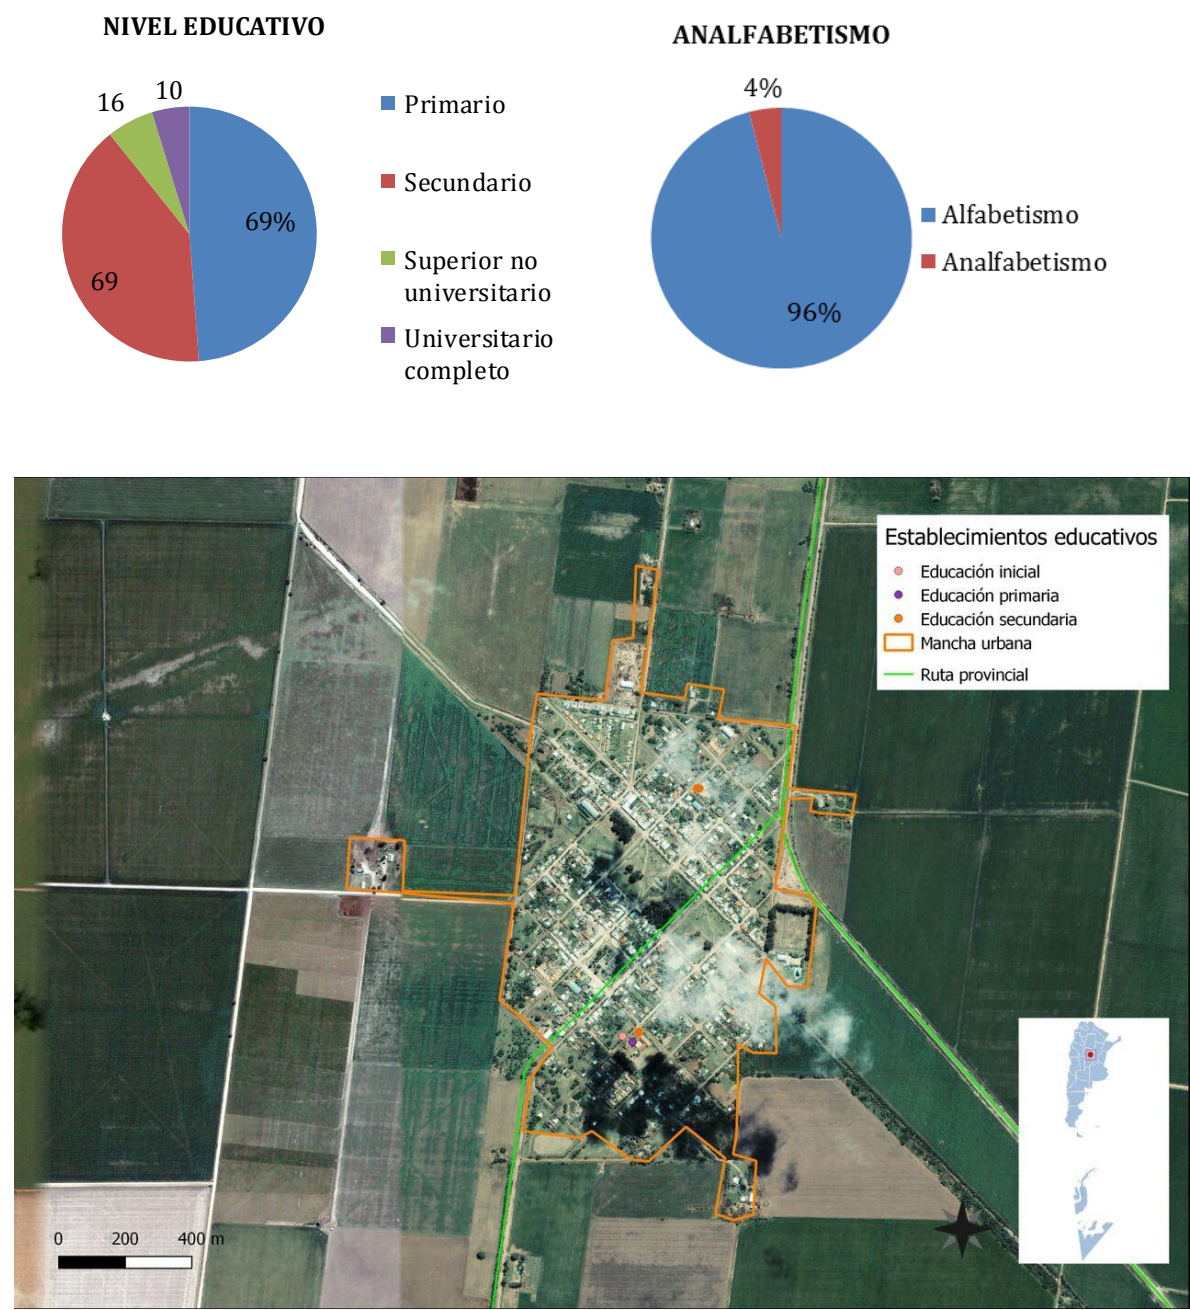 NIVEL EDUCATIVO
16
10
69%
69
Primario
Secundario
Superior no
universitario
Universitario
completo
ANALFABETISMO
4%
96%
Alfabetismo
Analfabetismo
Establecimientos educativos
Educación inicial
Educación primaria
Educación secundaria
Mancha urbana
Ruta provincial
0 200 400 m